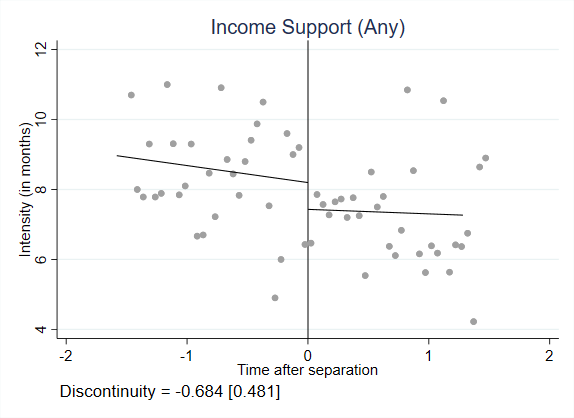 Income Support (Any)
Intensity (in months)
12
10
8
6
4
-2 -1 0 1 2
Time after separation
Discontinuity = -0.684 [0.481]